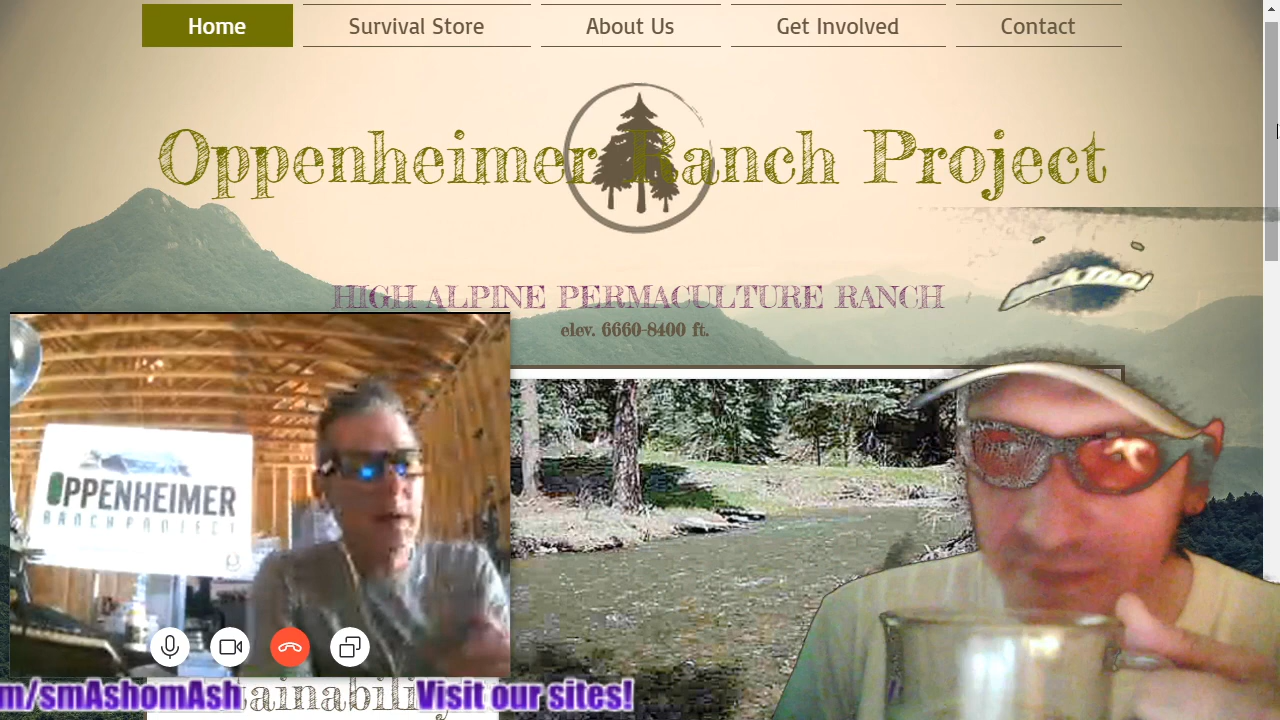 Home Survival Store About Us Get Involved Contact
Oppenheimer Ranch Project
HIGH ALPINE PERMACULTURE RANCH
elev. 6660-8400 ft.
OPPENHEIMER
RANCH PROJECT
tainability
m/smAshomAsh Visit our sites!